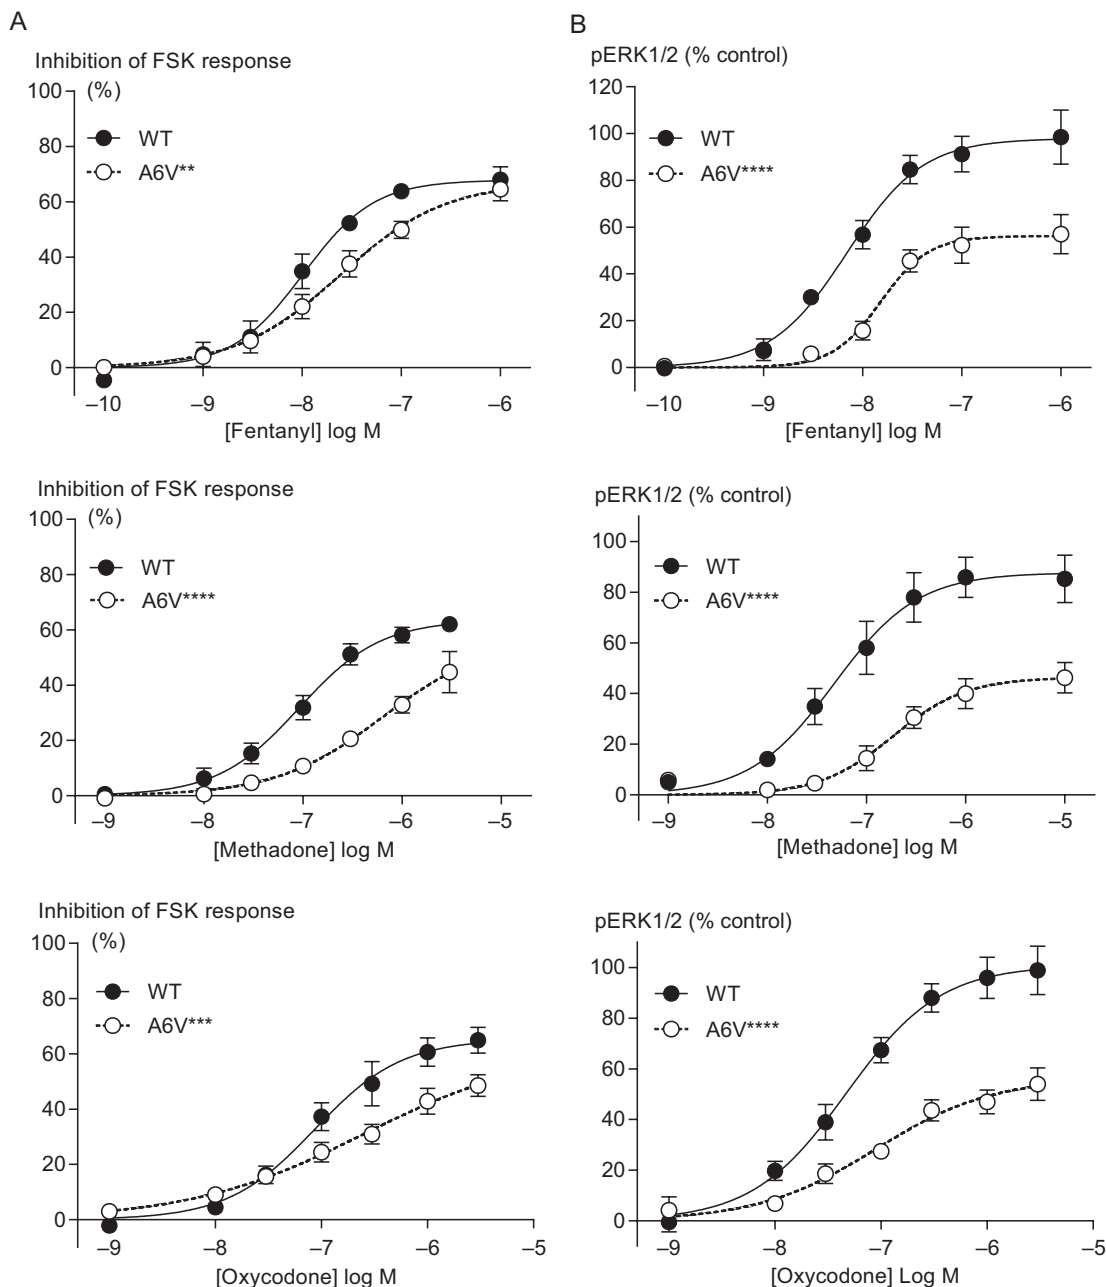 A
Inhibition of FSK response
(%)
100
80
60
40
20
0
WT
A6V**
–10
–9
–8
–7
–6
[Fentanyl] log M
B
pERK1/2 (% control)
120
100
80
60
40
20
0
WT
A6V****
–10
–9
–8
–7
–6
[Fentanyl] log M
Inhibition of FSK response
(%)
100
80
60
40
20
0
WT
A6V****
–9
–8
–7
–6
–5
[Methadone] log M
pERK1/2 (% control)
100
80
60
40
20
0
WT
A6V****
–9
–8
–7
–6
–5
[Methadone] log M
Inhibition of FSK response
(%)
100
80
60
40
20
0
WT
A6V***
–9
–8
–7
–6
–5
[Oxycodone] log M
pERK1/2 (% control)
100
80
60
40
20
0
WT
A6V****
–9
–8
–7
–6
–5
[Oxycodone] Log M